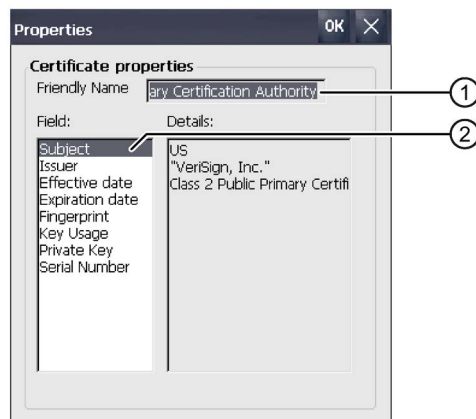 Properties OK
Certificate properties
Friendly Name ary Certification Authority
1
Field: Details:
2
Subject
Issuer
Effective date
Expiration date
Fingerprint
Key Usage
Private Key
Serial Number
US
"VeriSign, Inc."
Class 2 Public Primary Certifi